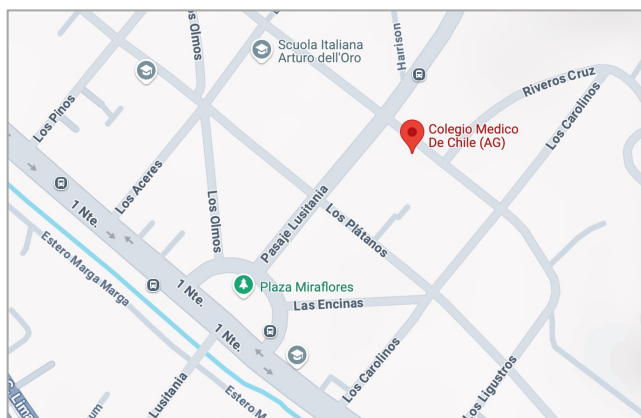 Los Olmos
Scuola Italiana
Arturo dell'Oro
Harrison
Riveros Cruz
Los Pinos
Colegio Medico
De Chile (AG)
Los Carolinos
Los Aceres
1 Nte.
Los Olmos
Pasaje Lusitania
Los Plátanos
Estero Marga Marga
Plaza Miraflores
1 Nte.
Las Encinas
1 Nte.
Los Carolinos
Los Ligustros
Lusitania
Estero M